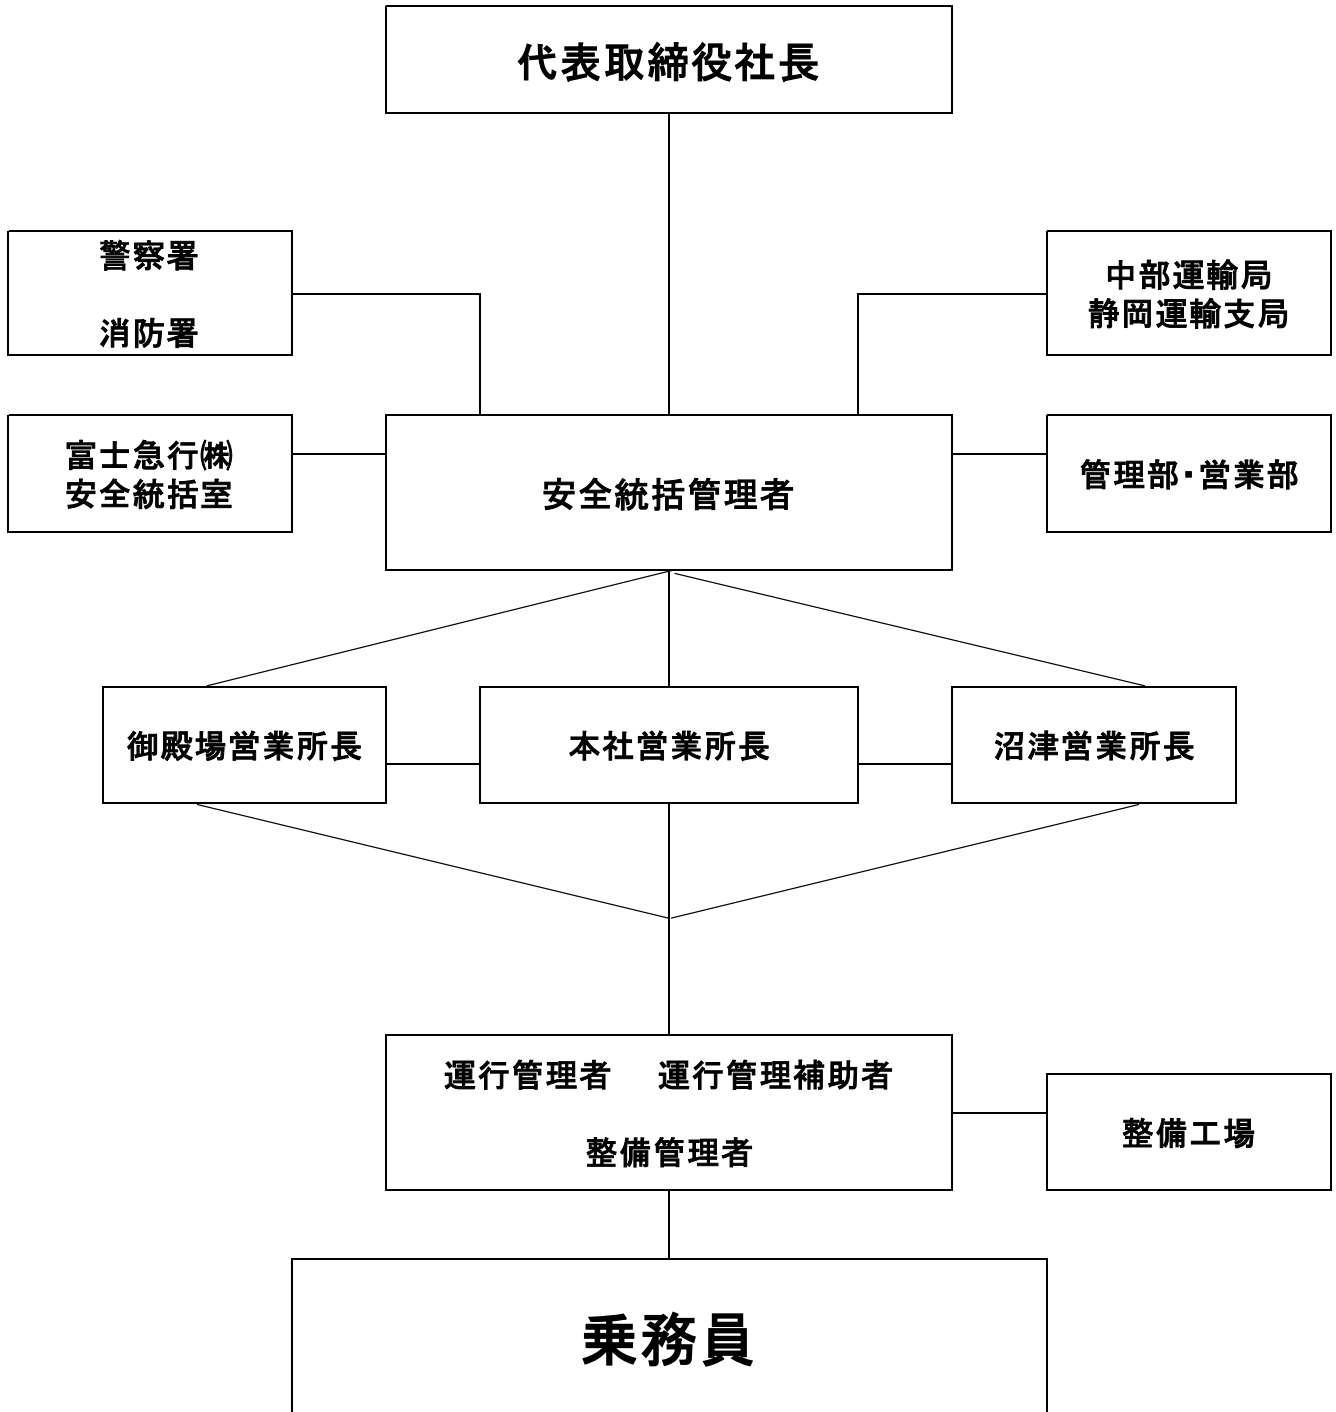 代表取締役社長
警察署
消防署
中部運輸局
静岡運輸支局
富士急行㈱
安全統括室
安全統括管理者
管理部・営業部
御殿場営業所長
本社営業所長
沼津営業所長
運行管理者　運行管理補助者
整備管理者
整備工場
乗務員